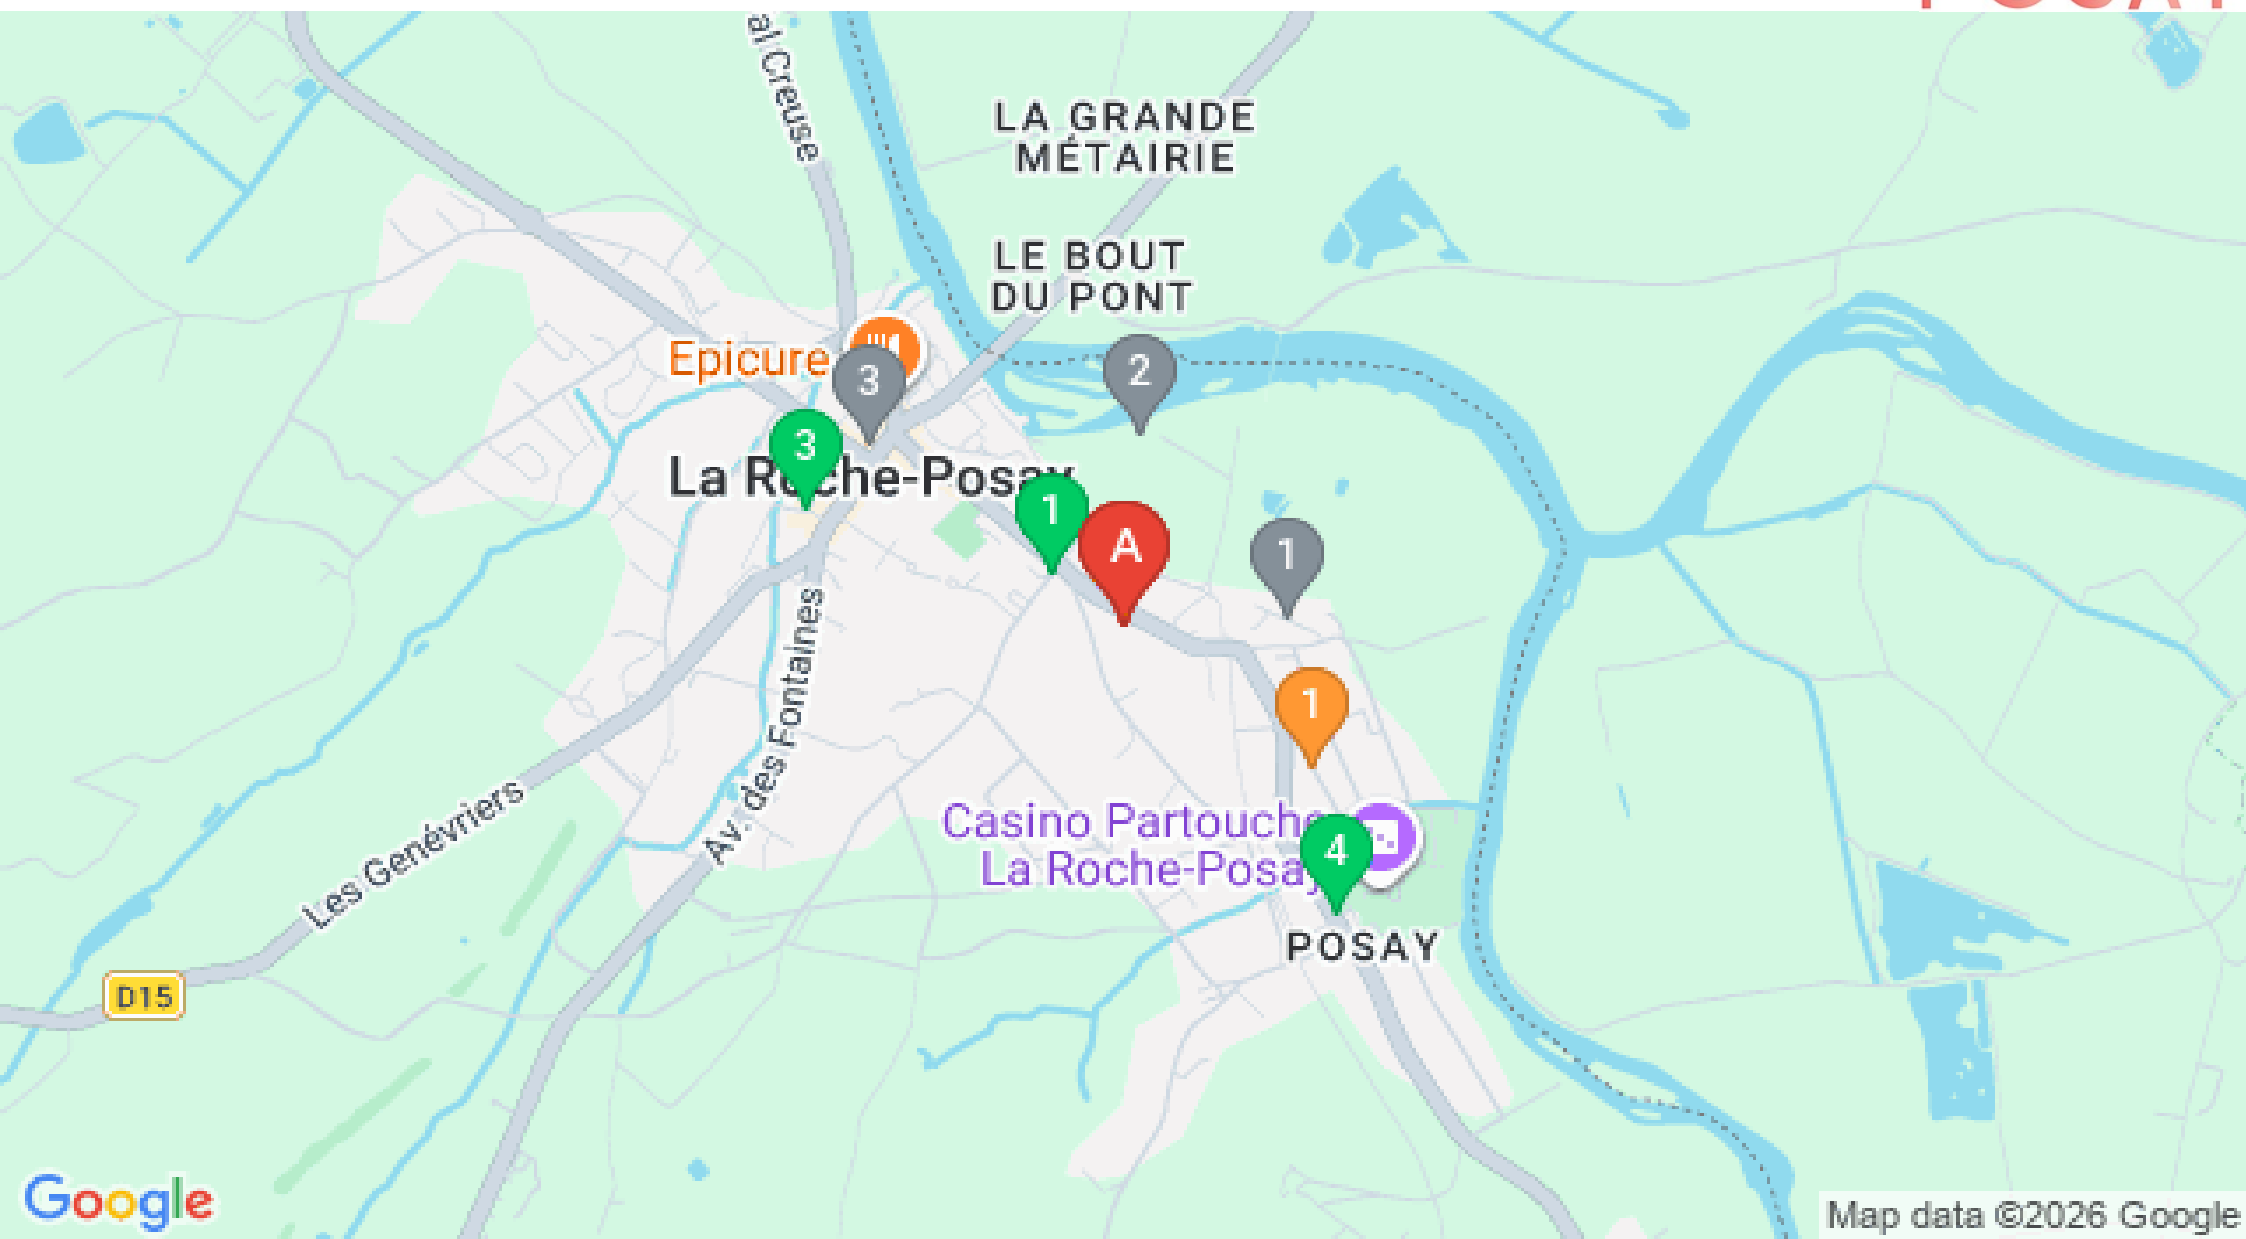 al Creuse
LA GRANDE
MÉTAIRIE
LE BOUT
DU PONT
Epicure
3
2
3
La Roche-Posay
1
A
1
1
Av. des Fontaines
Les Genévriers
Casino Partouche
La Roche-Posay
4
POSAY
D15
Google
Map data ©2026 Google